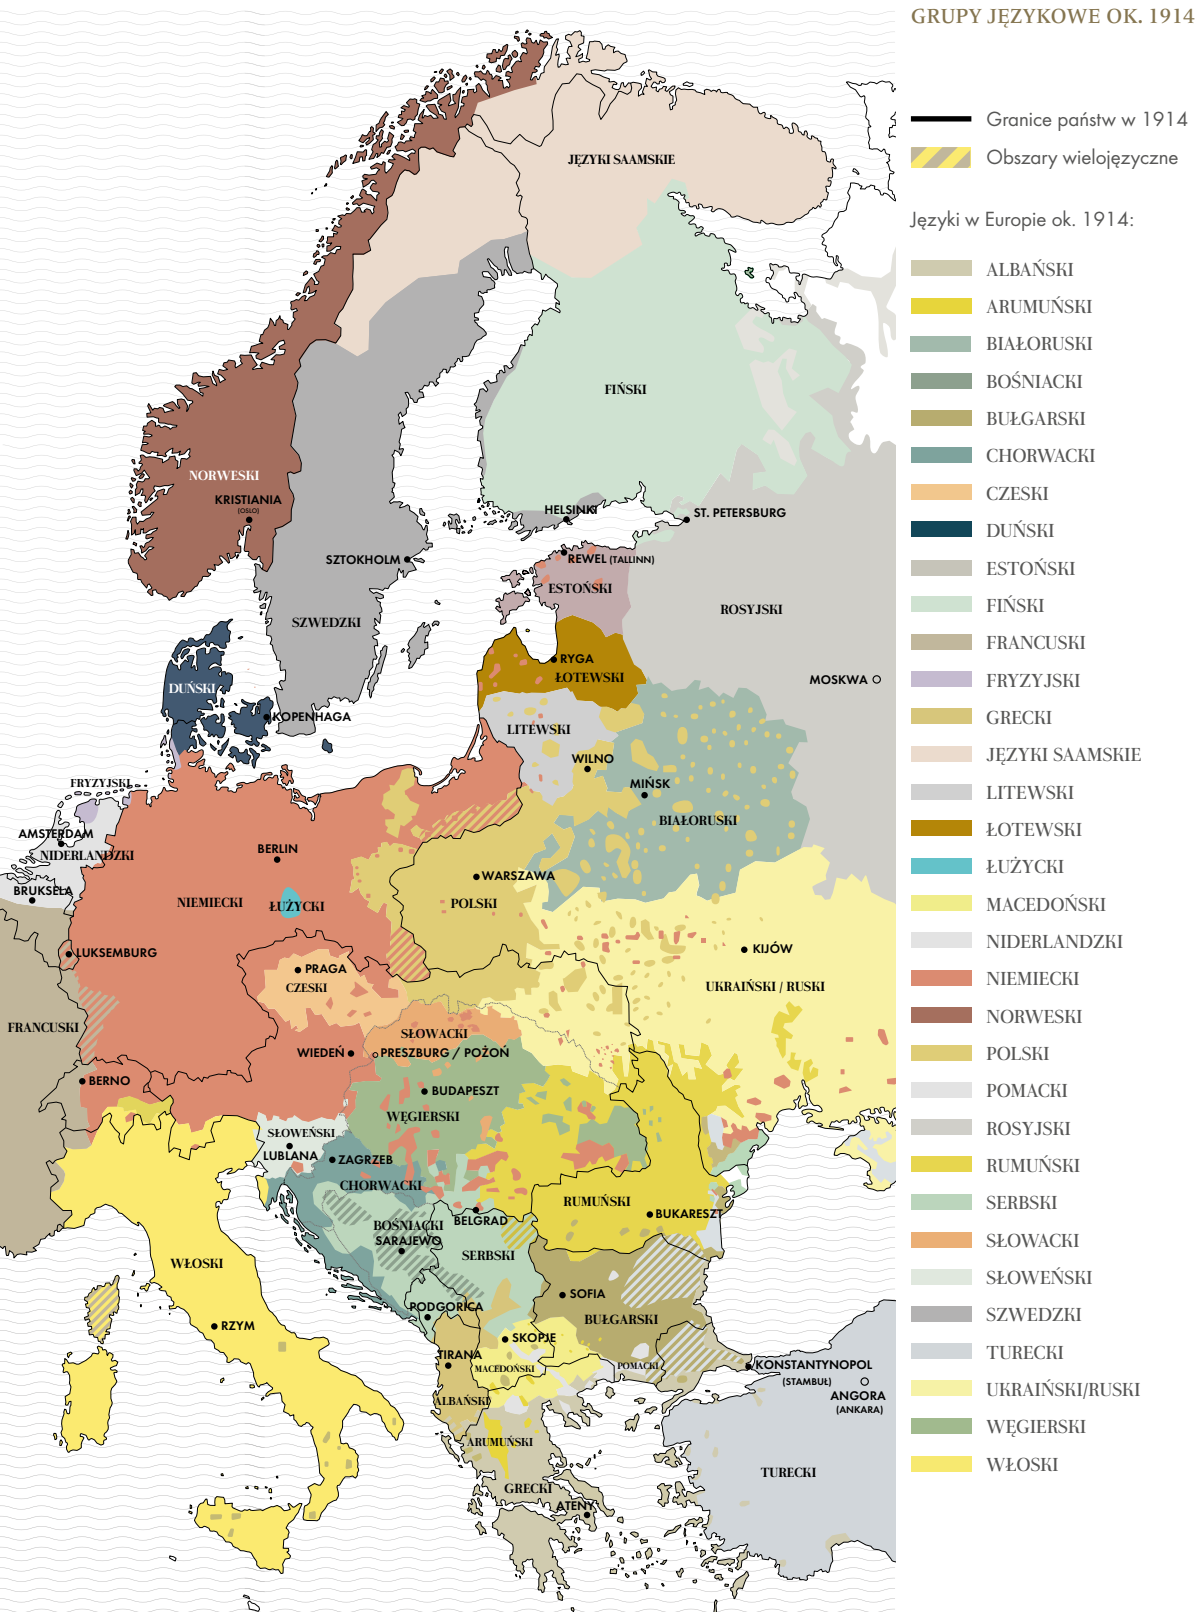 GRUPY JĘZYKOWE OK. 1914
Granice państw w 1914
Obszary wielojęzyczne
Języki w Europie ok. 1914:
ALBAŃSKI
ARUMUŃSKI
BIAŁORUSKI
BOŚNIACKI
BUŁGARSKI
CHORWACKI
CZESKI
DUŃSKI
ESTOŃSKI
FIŃSKI
FRANCUSKI
FRYZYJSKI
GRECKI
JĘZYKI SAAMSKIE
LITEWSKI
ŁOTEWSKI
ŁUŻYCKI
MACEDOŃSKI
NIDERLANDZKI
NIEMIECKI
NORWESKI
POLSKI
POMACKI
ROSYJSKI
RUMUŃSKI
SERBSKI
SŁOWACKI
SŁOWEŃSKI
SZWEDZKI
TURECKI
UKRAIŃSKI/RUSKI
WĘGIERSKI
WŁOSKI
JĘZYKI SAAMSKIE
FIŃSKI
NORWESKI
KRISTIANIA
(OSLO)
HELSINKI
ST. PETERSBURG
SZTOKHOLM
REWEL (TALLINN)
ESTOŃSKI
ROSYJSKI
SZWEDZKI
RYGA
ŁOTEWSKI
MOSKWA
DUŃSKI
KOPENHAGA
LITEWSKI
WILNO
MIŃSK
FRYZYJSKI
BIAŁORUSKI
AMSTERDAM
NIDERLANDZKI
BERLIN
WARSZAWA
BRUKSELA
NIEMIECKI
ŁUŻYCKI
POLSKI
KIJÓW
LUKSEMBURG
PRAGA
CZESKI
UKRAIŃSKI / RUSKI
FRANCUSKI
SŁOWACKI
WIEDEŃ
PRESZBURG / POŻOŃ
BERNO
BUDAPESZT
WĘGIERSKI
SŁOWEŃSKI
LUBLANA
ZAGRZEB
CHORWACKI
RUMUŃSKI
BUKARESZT
BOŚNIACKI
BELGRAD
SARAJEWO
SERBSKI
WŁOSKI
SOFIA
PODGORICA
BUŁGARSKI
RZYM
SKOPJE
TIRANA
MACEDOŃSKI
POMACKI
KONSTANTYNOPOL
(STAMBUŁ)
ANGORA
(ANKARA)
ALBAŃSKI
ARUMUŃSKI
TURECKI
GRECKI
ATENY